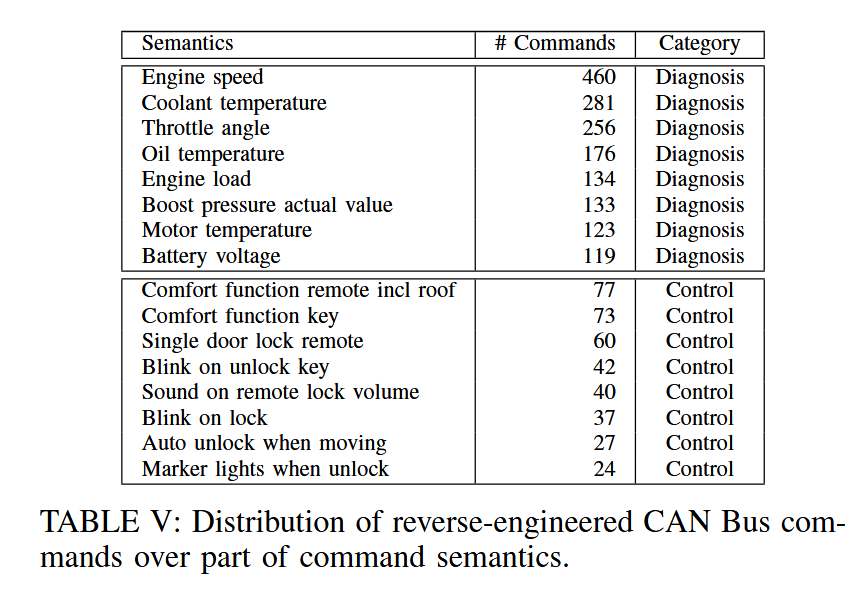 Semantics # Commands Category
Engine speed 460 Diagnosis
Coolant temperature 281 Diagnosis
Throttle angle 256 Diagnosis
Oil temperature 176 Diagnosis
Engine load 134 Diagnosis
Boost pressure actual value 133 Diagnosis
Motor temperature 123 Diagnosis
Battery voltage 119 Diagnosis
Comfort function remote incl roof 77 Control
Comfort function key 73 Control
Single door lock remote 60 Control
Blink on unlock key 42 Control
Sound on remote lock volume 40 Control
Blink on lock 37 Control
Auto unlock when moving 27 Control
Marker lights when unlock 24 Control
TABLE V: Distribution of reverse-engineered CAN Bus com-
mands over part of command semantics.